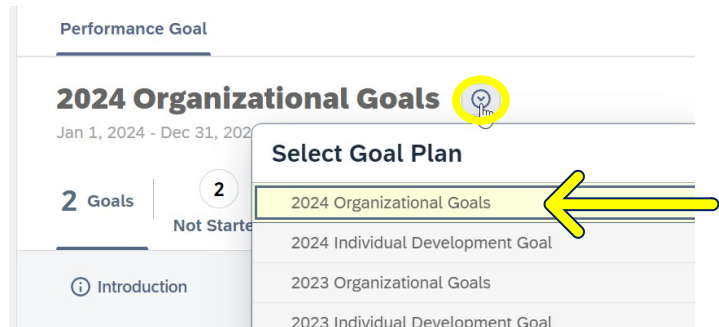 Performance Goal
2024 Organizational Goals
Jan 1, 2024 - Dec 31, 202
Select Goal Plan
2 Goals
2
Not Starte
2024 Organizational Goals
2024 Individual Development Goal
2023 Organizational Goals
2023 Individual Development Goal
Introduction